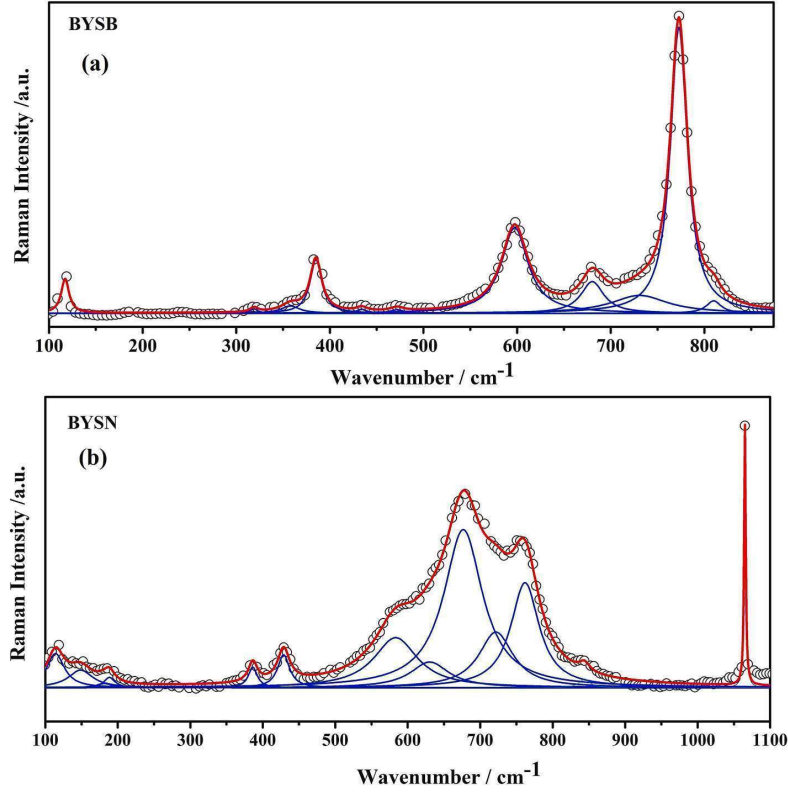 BYSB
(a)
Raman Intensity /a.u.
100 200 300 400 500 600 700 800
Wavenumber / cm-1
BYSN
(b)
Raman Intensity /a.u.
100 200 300 400 500 600 700 800 900 1000 1100
Wavenumber / cm-1